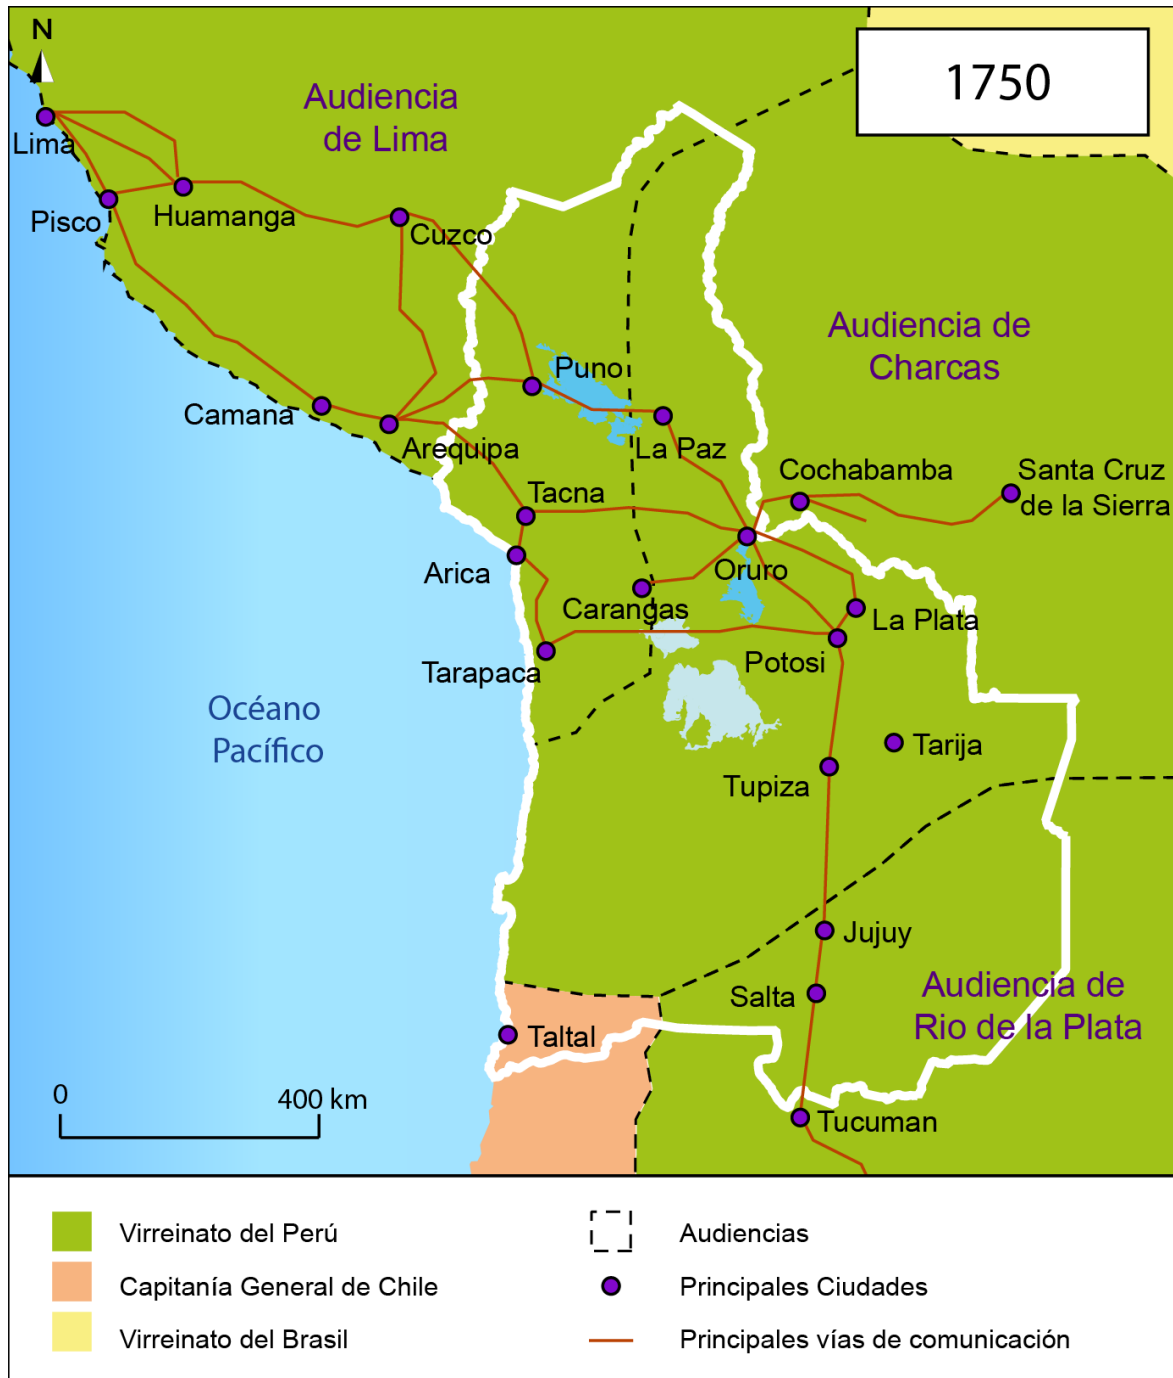 N
1750
Audiencia
de Lima
Lima
Pisco
Huamanga
Cuzco
Audiencia de
Charcas
Puno
Camana
Arequipa
La Paz
Cochabamba
Santa Cruz
de la Sierra
Tacna
Arica
Oruro
Carangas
La Plata
Tarapaca
Potosi
Océano
Pacífico
Tarija
Tupiza
Jujuy
Salta
Audiencia de
Rio de la Plata
Taltal
0
400 km
Tucuman
Virreinato del Perú
Capitanía General de Chile
Virreinato del Brasil
Audiencias
Principales Ciudades
Principales vías de comunicación